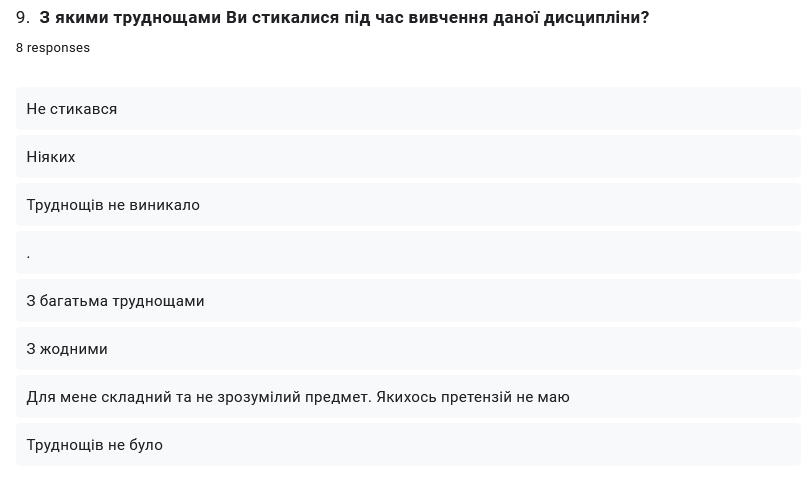 9. З якими труднощами Ви стикалися під час вивчення даної дисципліни?
8 responses
Не стикався
Ніяких
Труднощів не виникало
.
З багатьма труднощами
З жодними
Для мене складний та не зрозумілий предмет. Якихось претензій не маю
Труднощів не було